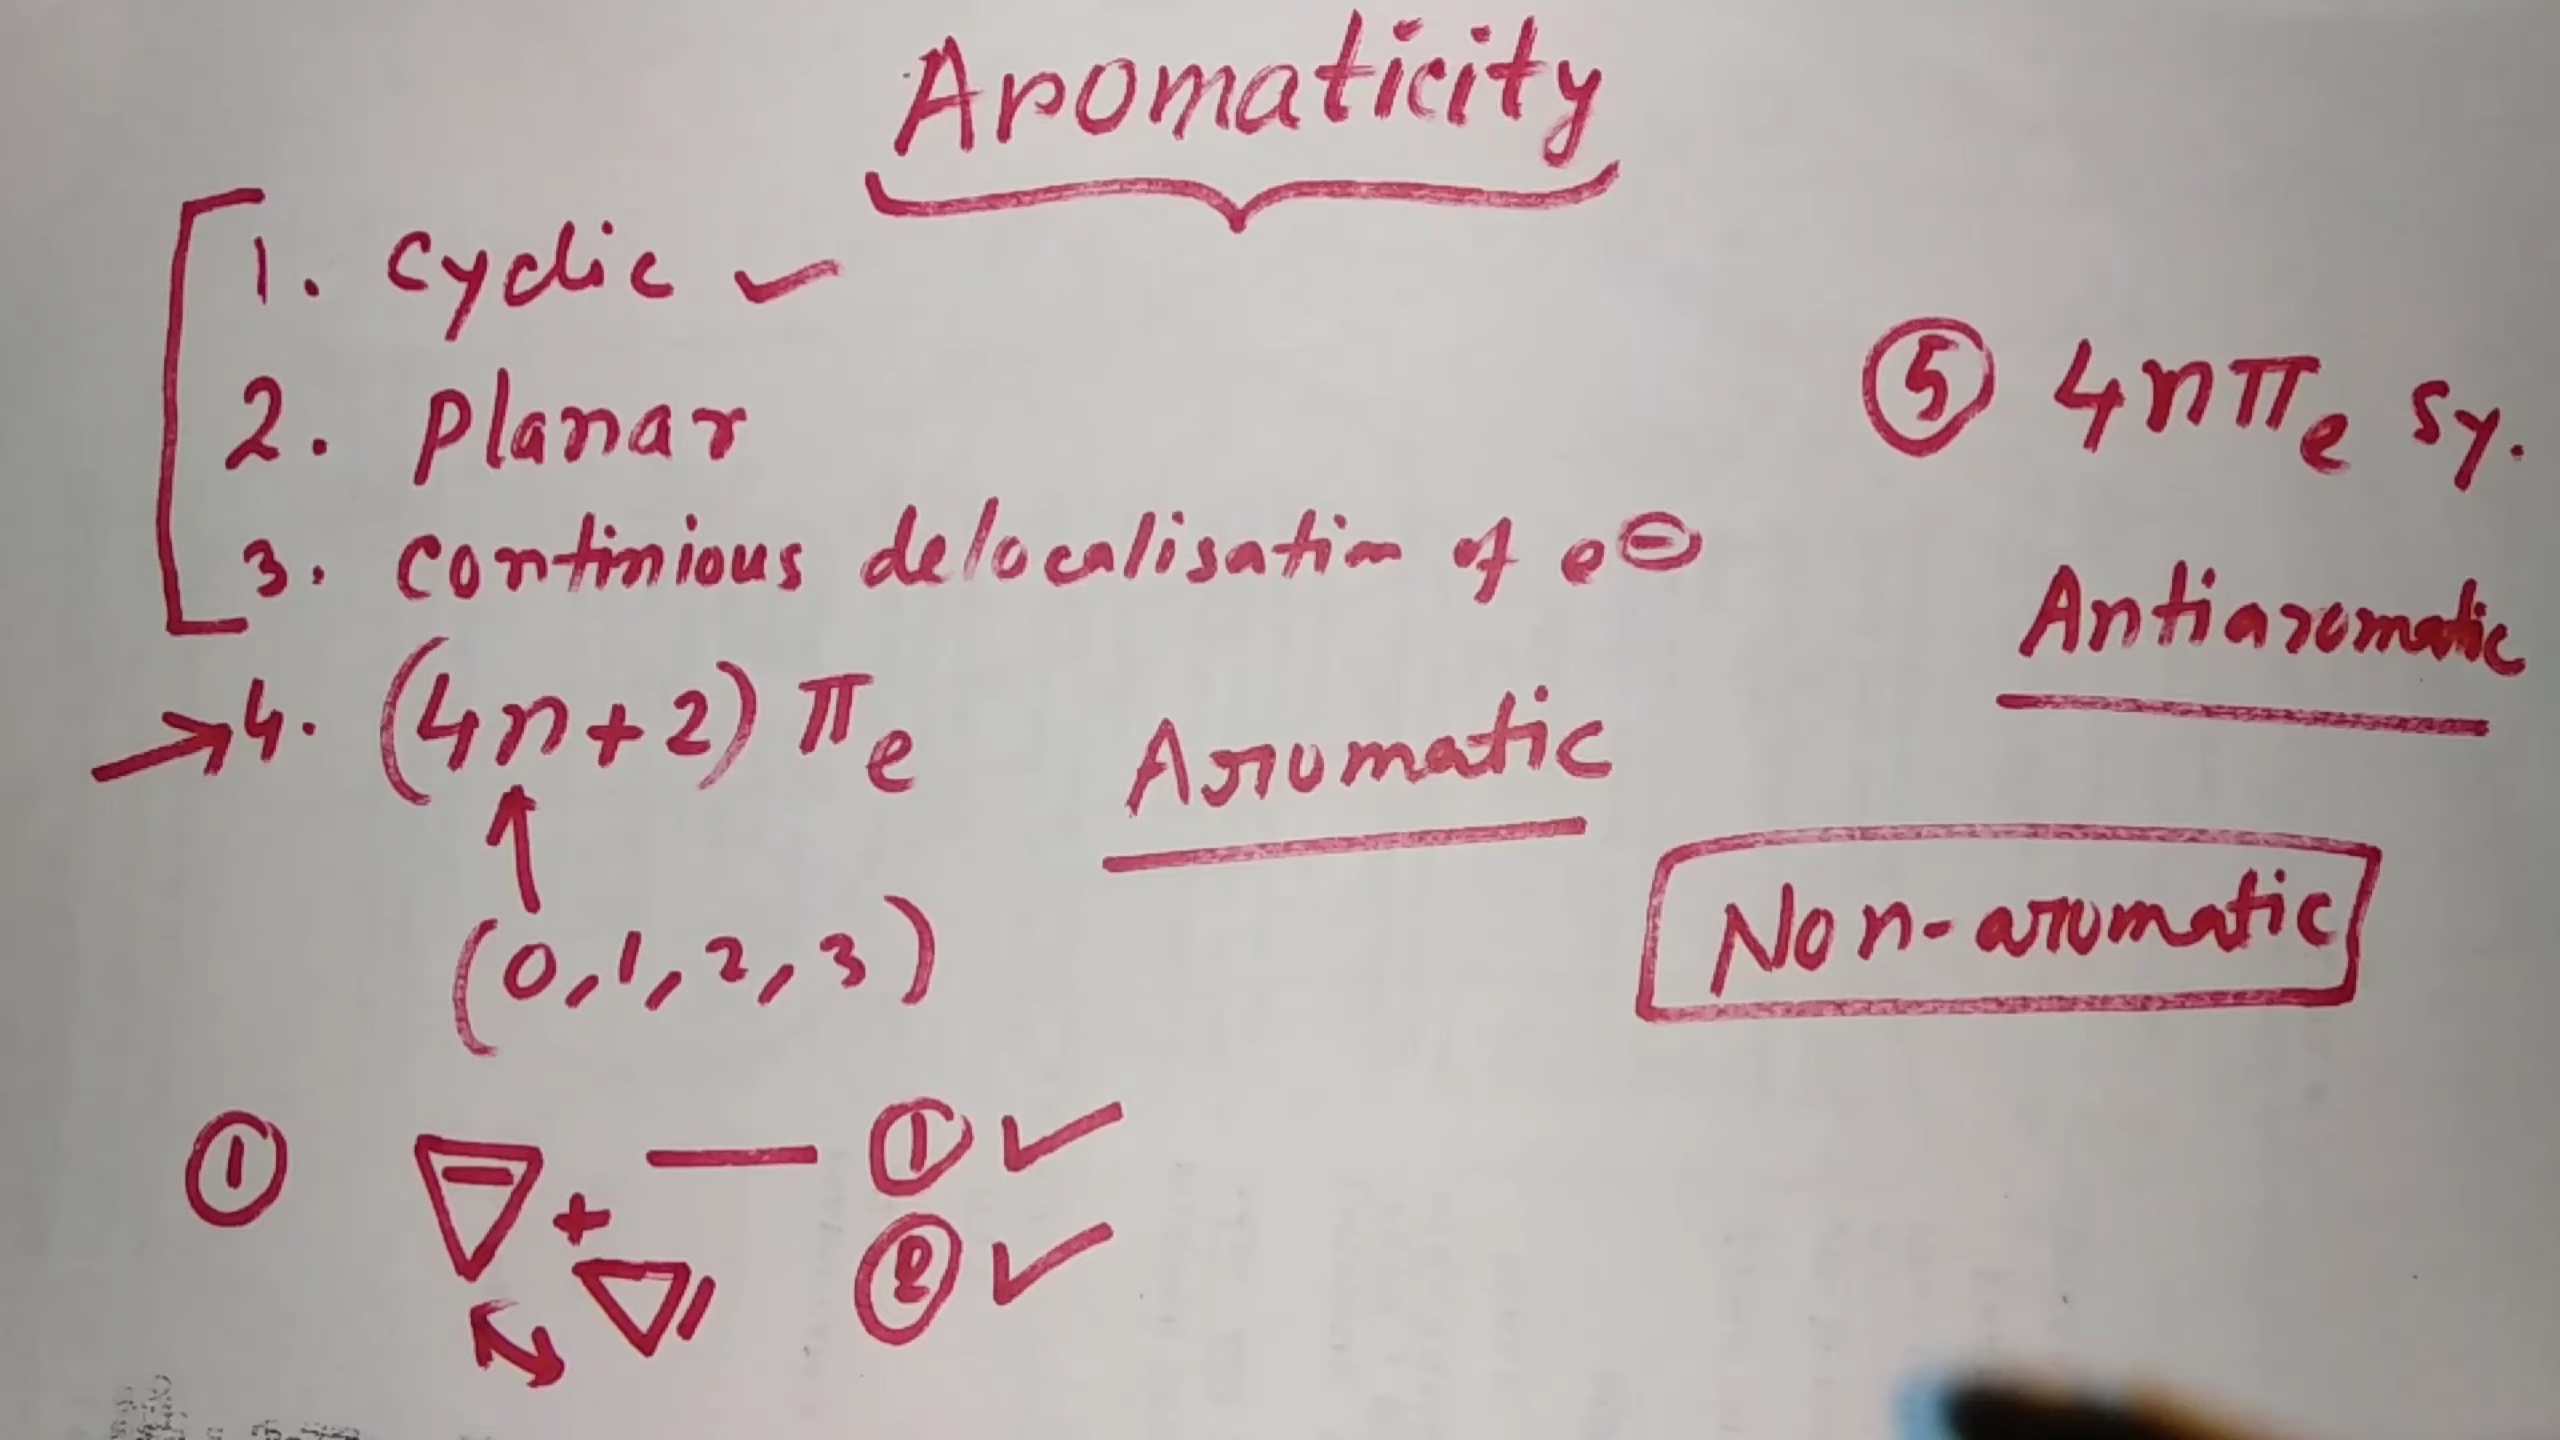 Aromaticity
1. cyclic ✓
2. planar
3. continious delocalisation of e⊖
→ 4. (4n+2) πe
Aromatic
(0,1,2,3)
⑤ 4nπe sy.
Antiaromatic
Non-aromatic
①
+
① ✓
② ✓